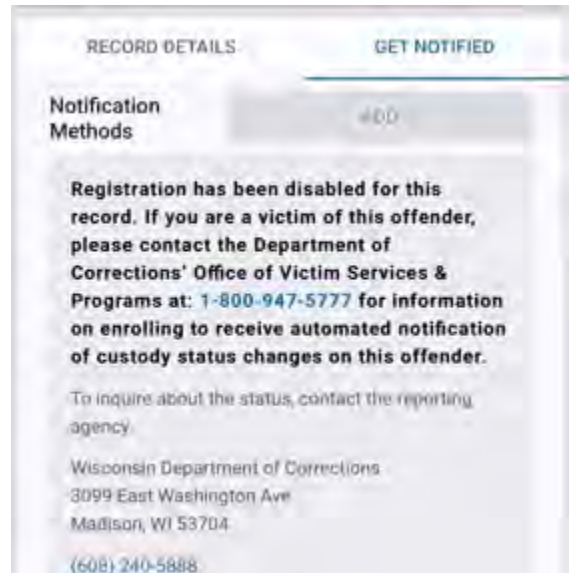 RECORD DETAILS GET NOTIFIED
Notification
Methods
ADD
Registration has been disabled for this
record. If you are a victim of this offender,
please contact the Department of
Corrections' Office of Victim Services &
Programs at: 1-800-947-5777 for information
on enrolling to receive automated notification
of custody status changes on this offender.
To inquire about the status, contact the reporting
agency.
Wisconsin Department of Corrections
3099 East Washington Ave
Madison, WI 53704
(608) 240-5888